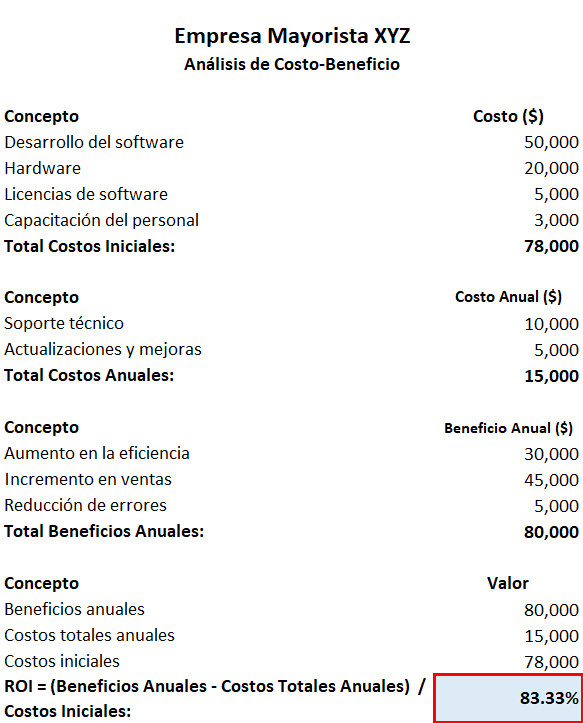 Empresa Mayorista XYZ
Análisis de Costo-Beneficio
Concepto Costo ($)
Desarrollo del software 50,000
Hardware 20,000
Licencias de software 5,000
Capacitación del personal 3,000
Total Costos Iniciales: 78,000
Concepto Costo Anual ($)
Soporte técnico 10,000
Actualizaciones y mejoras 5,000
Total Costos Anuales: 15,000
Concepto Beneficio Anual ($)
Aumento en la eficiencia 30,000
Incremento en ventas 45,000
Reducción de errores 5,000
Total Beneficios Anuales: 80,000
Concepto Valor
Beneficios anuales 80,000
Costos totales anuales 15,000
Costos iniciales 78,000
ROI = (Beneficios Anuales - Costos Totales Anuales) /
Costos Iniciales: 83.33%